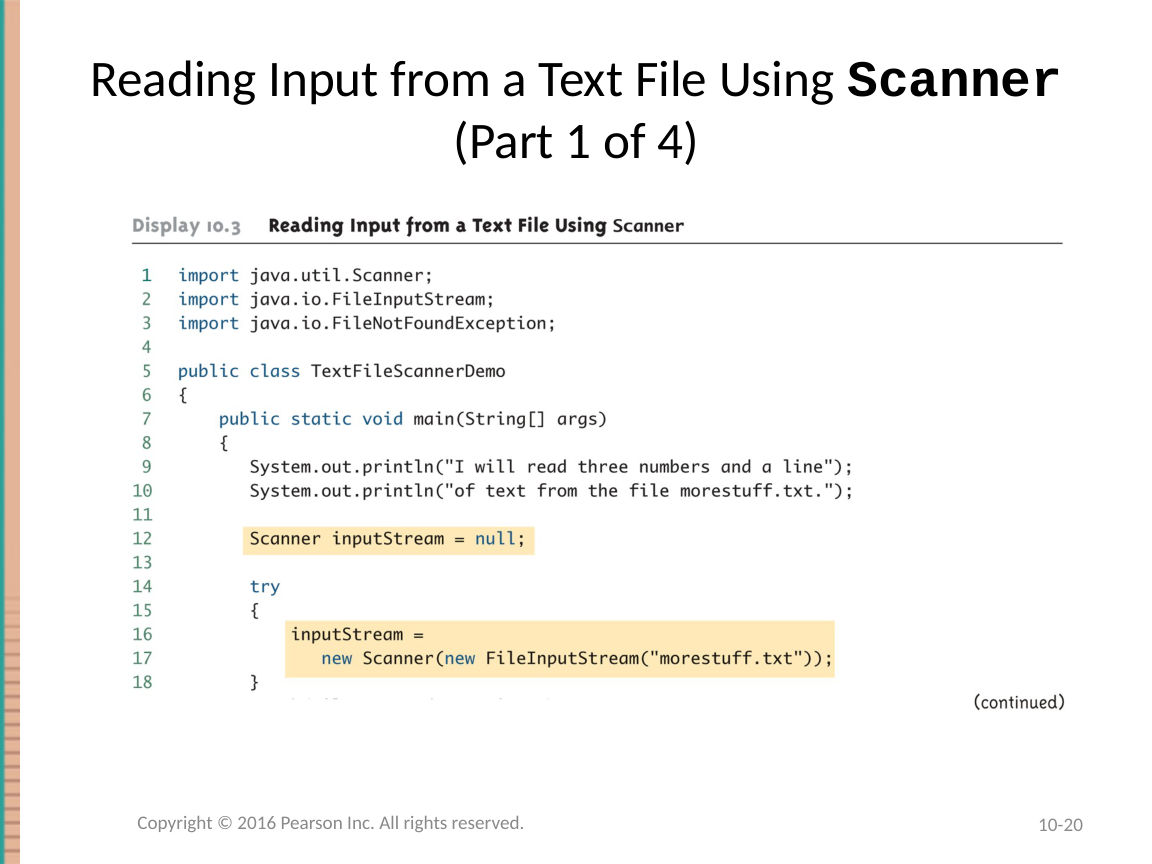 Reading Input from a Text File Using Scanner
(Part 1 of 4)
Display 10.3 Reading Input from a Text File Using Scanner
1 import java.util.Scanner;
2 import java.io.FileInputStream;
3 import java.io.FileNotFoundException;
4
5 public class TextFileScannerDemo
6 {
7     public static void main(String[] args)
8     {
9        System.out.println("I will read three numbers and a line");
10        System.out.println("of text from the file morestuff.txt.");
11
12        Scanner inputStream = null;
13
14        try
15        {
16            inputStream =
17               new Scanner(new FileInputStream("morestuff.txt"));
18        }
(continued)
Copyright © 2016 Pearson Inc. All rights reserved.
10-20